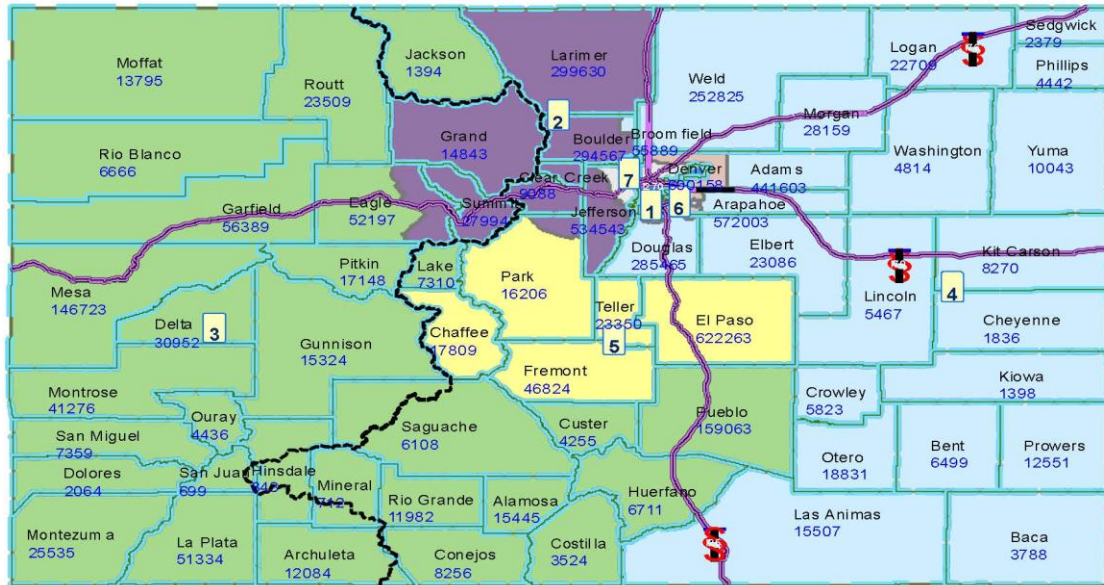 Moffat
13795
Routt
23509
Jackson
1394
Larimer
299630
Weld
252825
Logan
22709
Sedgwick
2379
Phillips
4442
Morgan
28159
Washington
4814
Yuma
10043
Rio Blanco
6666
Grand
14843
2
Boulder
294567
Broomfield
55889
Adams
441603
Denver
600158
Garfield
56389
Eagle
52197
Summit
27994
Clear Creek
9088
7
1
6
Jefferson
534543
Arapahoe
572003
Douglas
285465
Elbert
23086
Kit Carson
8270
Lincoln
5467
4
Cheyenne
1836
Mesa
146723
Pitkin
17148
Lake
7310
Park
16206
Teller
23350
El Paso
622263
Delta
30952
3
Gunnison
15324
Chaffee
17809
5
Fremont
46824
Crowley
5823
Kiowa
1398
Montrose
41276
Ouray
4436
San Miguel
7359
Saguache
6108
Custer
4255
Pueblo
159063
Otero
18831
Bent
6499
Prowers
12551
Dolores
2064
San Juan
699
Hinsdale
843
Mineral
712
Rio Grande
11982
Alamosa
15445
Huerfano
6711
Las Animas
15507
Montezuma
25535
La Plata
51334
Archuleta
12084
Conejos
8256
Costilla
3524
Baca
3788